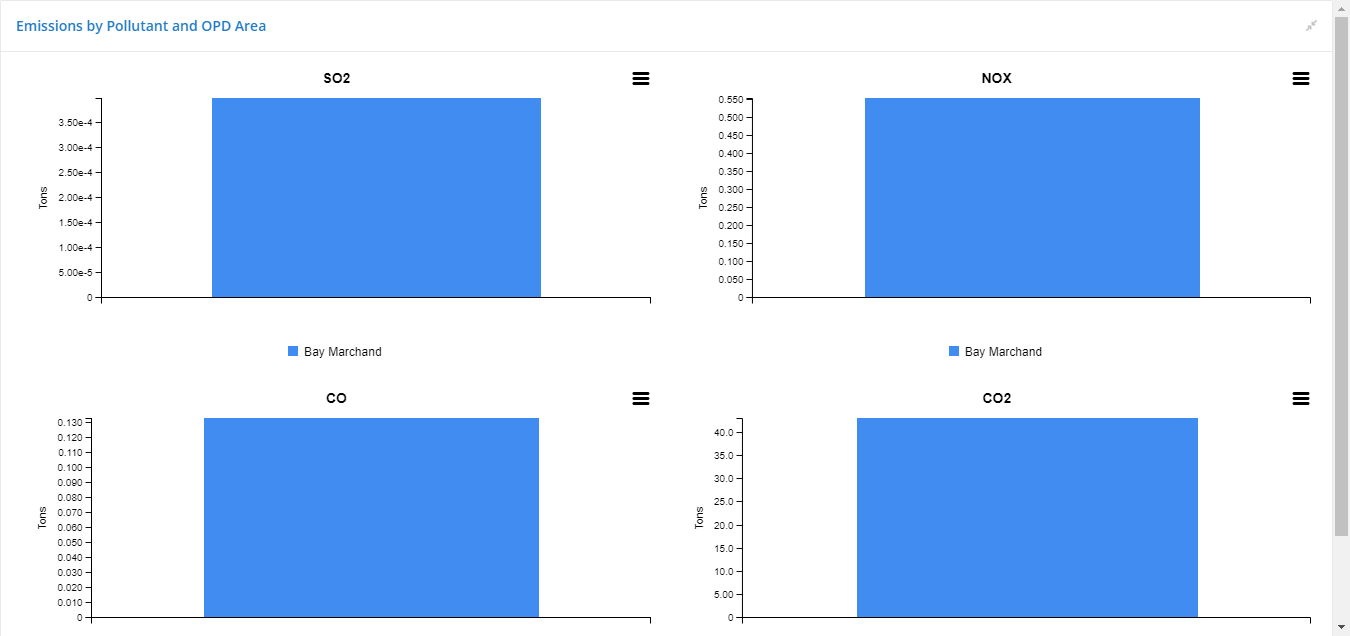 Emissions by Pollutant and OPD Area
SO2
3.50e-4
3.00e-4
2.50e-4
2.00e-4
1.50e-4
1.00e-4
5.00e-5
0
Tons
Bay Marchand
NOX
0.550
0.500
0.450
0.400
0.350
0.300
0.250
0.200
0.150
0.100
0.050
0
Tons
Bay Marchand
CO
0.130
0.120
0.110
0.100
0.090
0.080
0.070
0.060
0.050
0.040
0.030
0.020
0.010
0
Tons
CO2
40.0
35.0
30.0
25.0
20.0
15.0
10.0
5.00
0
Tons